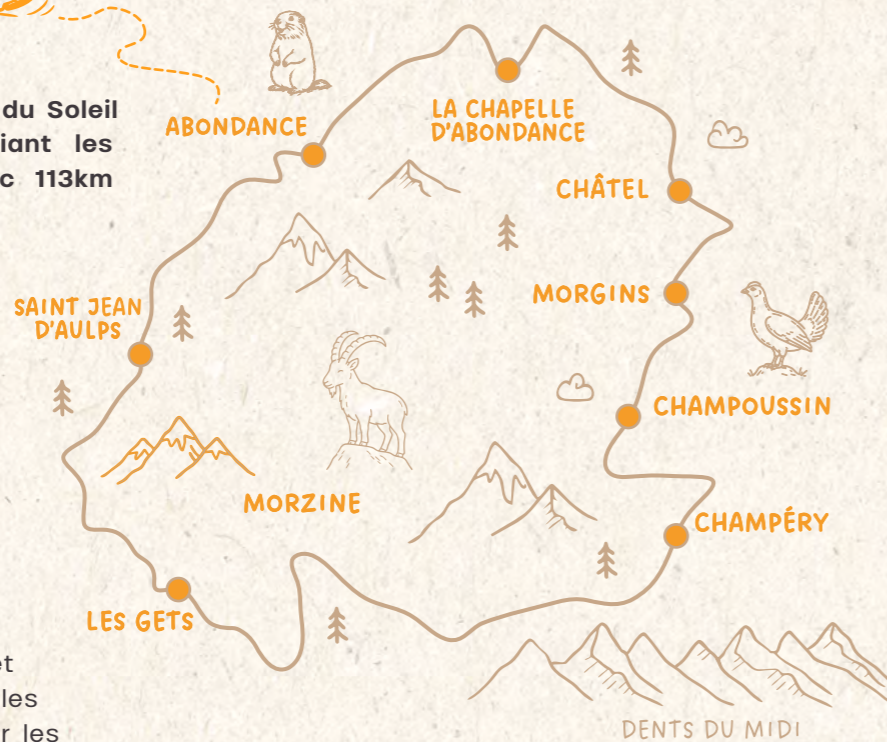 du Soleil
iant les
113km
ABONDANCE
LA CHAPELLE
D'ABONDANCE
CHÂTEL
MORGINS
SAINT JEAN
D'AULPS
CHAMPOUSSIN
MORZINE
CHAMPÉRY
LES GETS
et
les
r les
DENTS DU MIDI